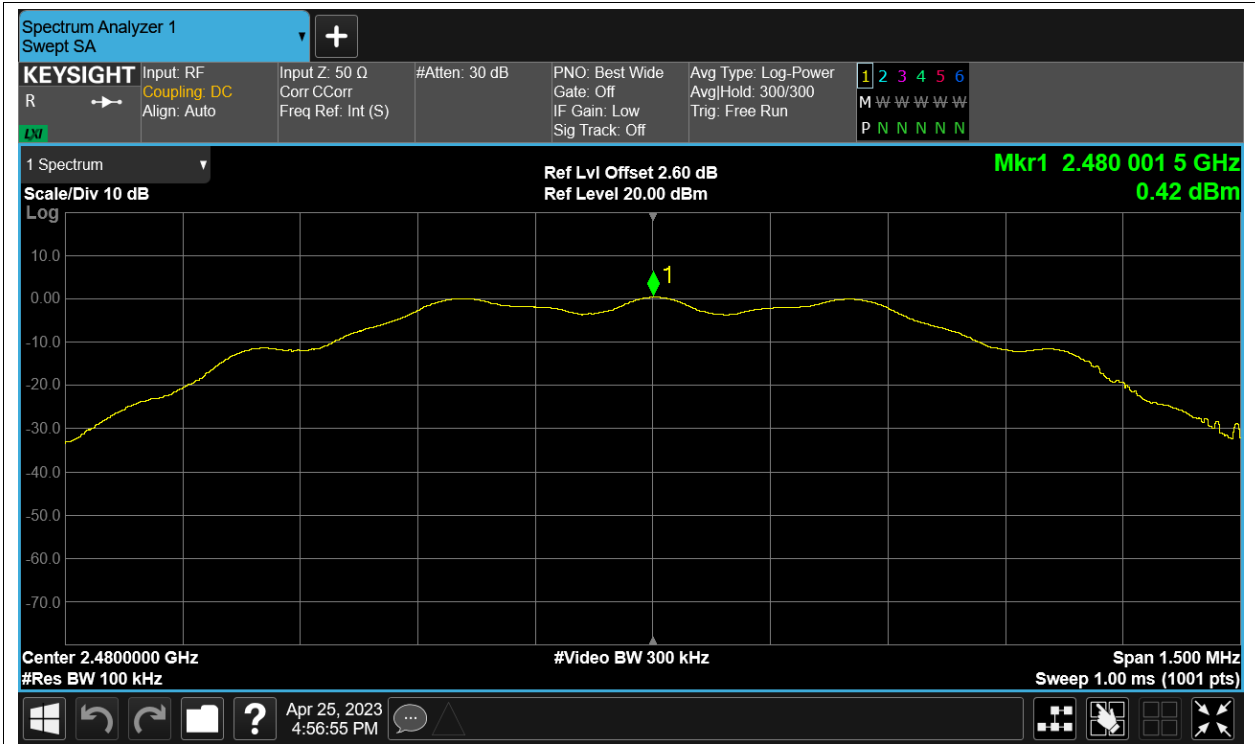 Spectrum Analyzer 1
Swept SA
+
KEYSIGHT
R
LXI
Input: RF
Coupling: DC
Align: Auto
Input Z: 50 Ω
Corr CCorr
Freq Ref: Int (S)
#Atten: 30 dB
PNO: Best Wide
Gate: Off
IF Gain: Low
Sig Track: Off
Avg Type: Log-Power
Avg|Hold: 300/300
Trig: Free Run
1 2 3 4 5 6
M W W W W W
P N N N N N
1 Spectrum
Scale/Div 10 dB
Log
Ref Lvl Offset 2.60 dB
Ref Level 20.00 dBm
Mkr1 2.480 001 5 GHz
0.42 dBm
1
10.0
0.00
-10.0
-20.0
-30.0
-40.0
-50.0
-60.0
-70.0
Center 2.4800000 GHz
#Res BW 100 kHz
#Video BW 300 kHz
Span 1.500 MHz
Sweep 1.00 ms (1001 pts)
?
Apr 25, 2023
4:56:55 PM